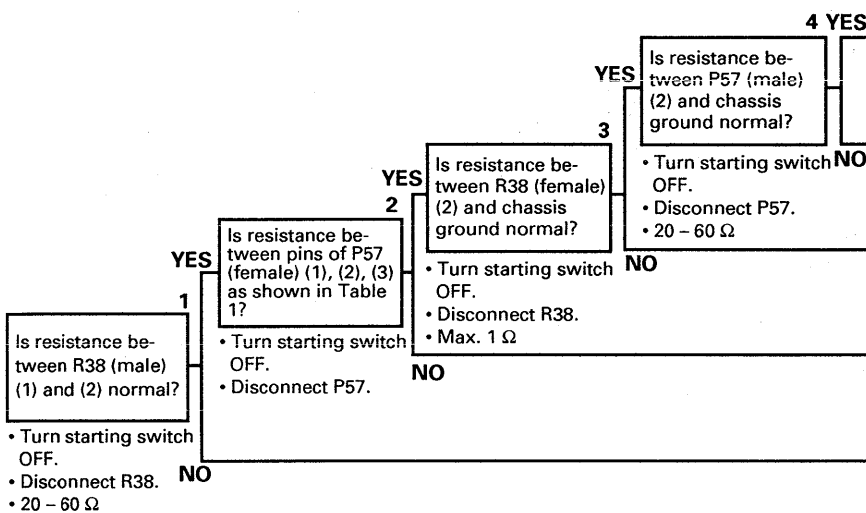 1
Is resistance be-
tween R38 (male)
(1) and (2) normal?
• Turn starting switch
OFF.
• Disconnect R38.
• 20 – 60 Ω
YES
NO
2
Is resistance be-
tween pins of P57
(female) (1), (2), (3)
as shown in Table
1?
• Turn starting switch
OFF.
• Disconnect P57.
YES
NO
3
Is resistance be-
tween R38 (female)
(2) and chassis
ground normal?
• Turn starting switch
OFF.
• Disconnect R38.
• Max. 1 Ω
YES
NO
4 YES
Is resistance be-
tween P57 (male)
(2) and chassis
ground normal?
• Turn starting switch
OFF.
• Disconnect P57.
• 20 – 60 Ω
NO